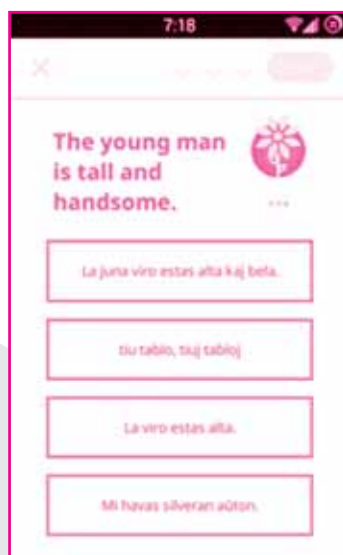 7:18
The young man
is tall and
handsome.
La juna viro estas alta kaj bela.
tiu tablo, tiuj tabloj
La viro estas alta.
Mi havas silveran aŭton.